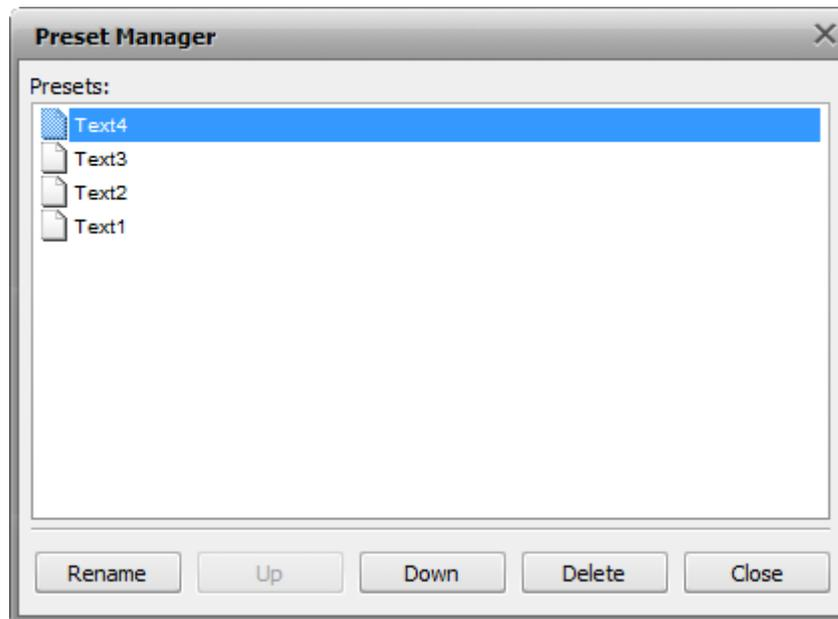 Preset Manager
Presets:
Text4
Text3
Text2
Text1
Rename Up Down Delete Close